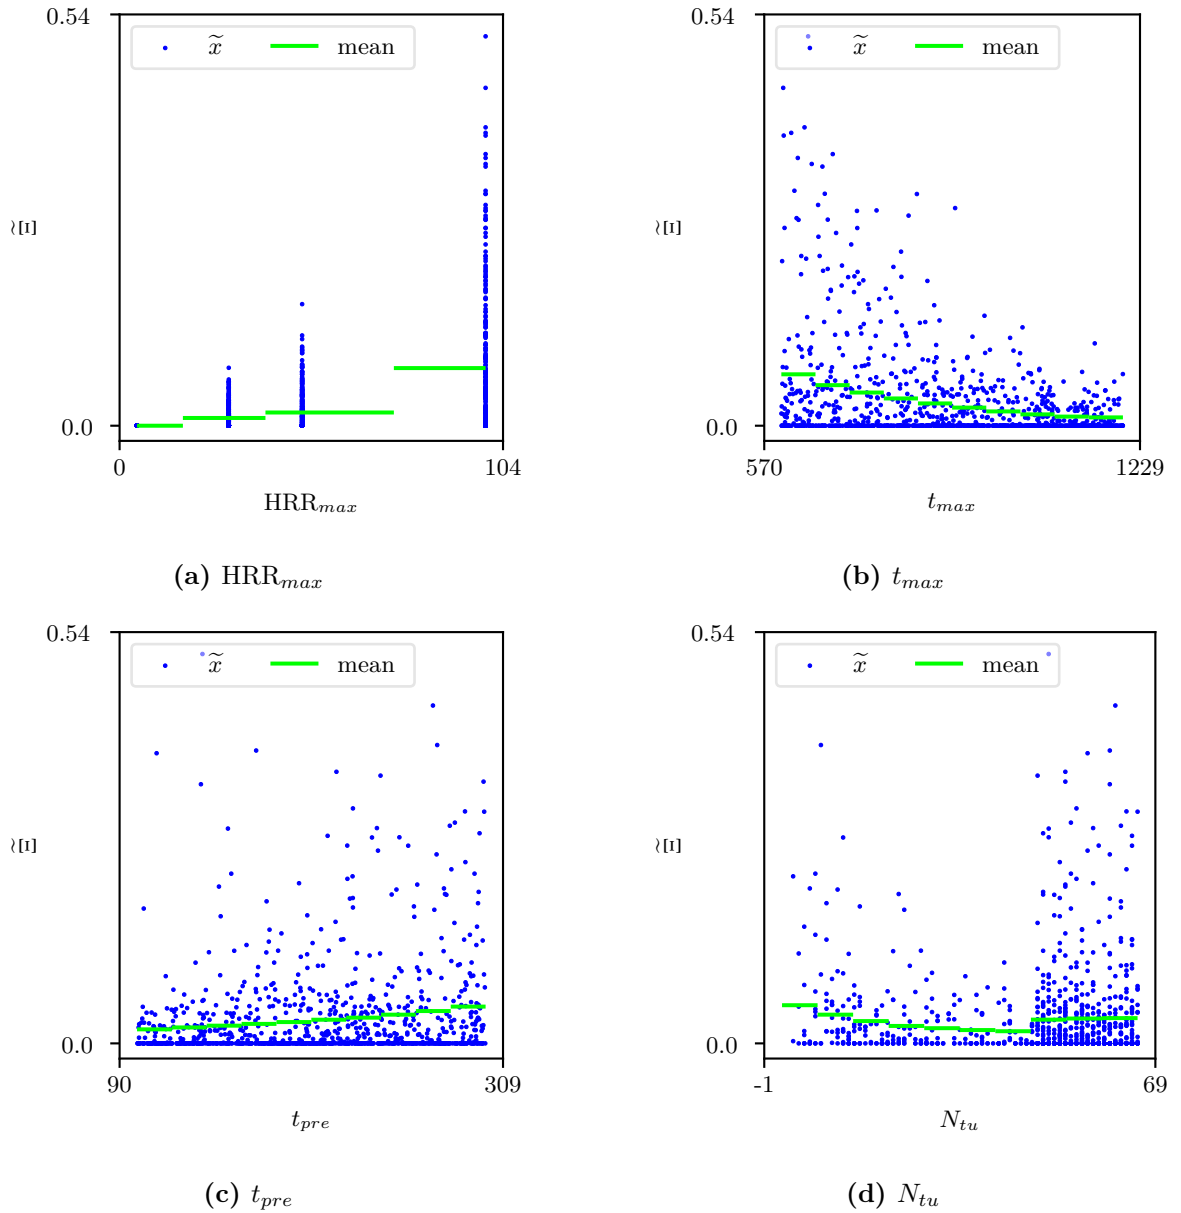 0.54
x̃ mean
ξ̃
0.0
0 104
HRR_max
(a) HRR_max
0.54
x̃ mean
ξ̃
0.0
570 1229
t_max
(b) t_max
0.54
x̃ mean
ξ̃
0.0
90 309
t_pre
(c) t_pre
0.54
x̃ mean
ξ̃
0.0
-1 69
N_tu
(d) N_tu